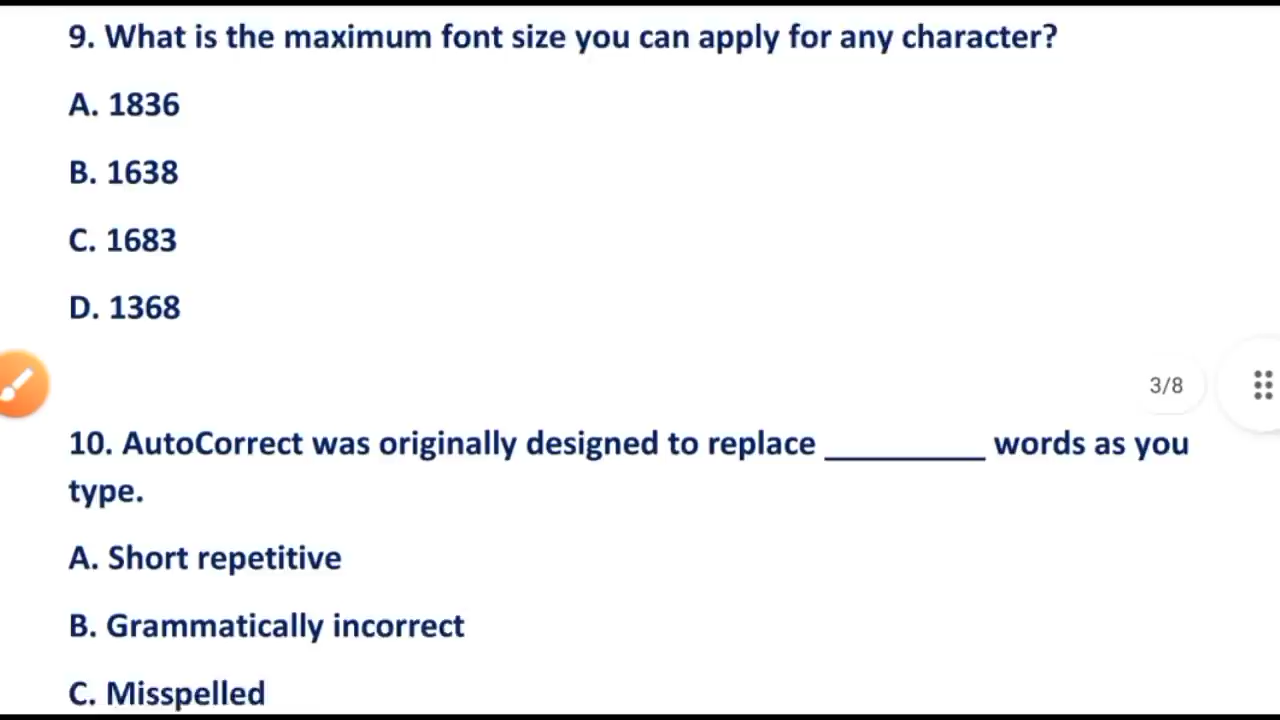 9. What is the maximum font size you can apply for any character?
A. 1836
B. 1638
C. 1683
D. 1368
3/8
10. AutoCorrect was originally designed to replace _________ words as you
type.
A. Short repetitive
B. Grammatically incorrect
C. Misspelled